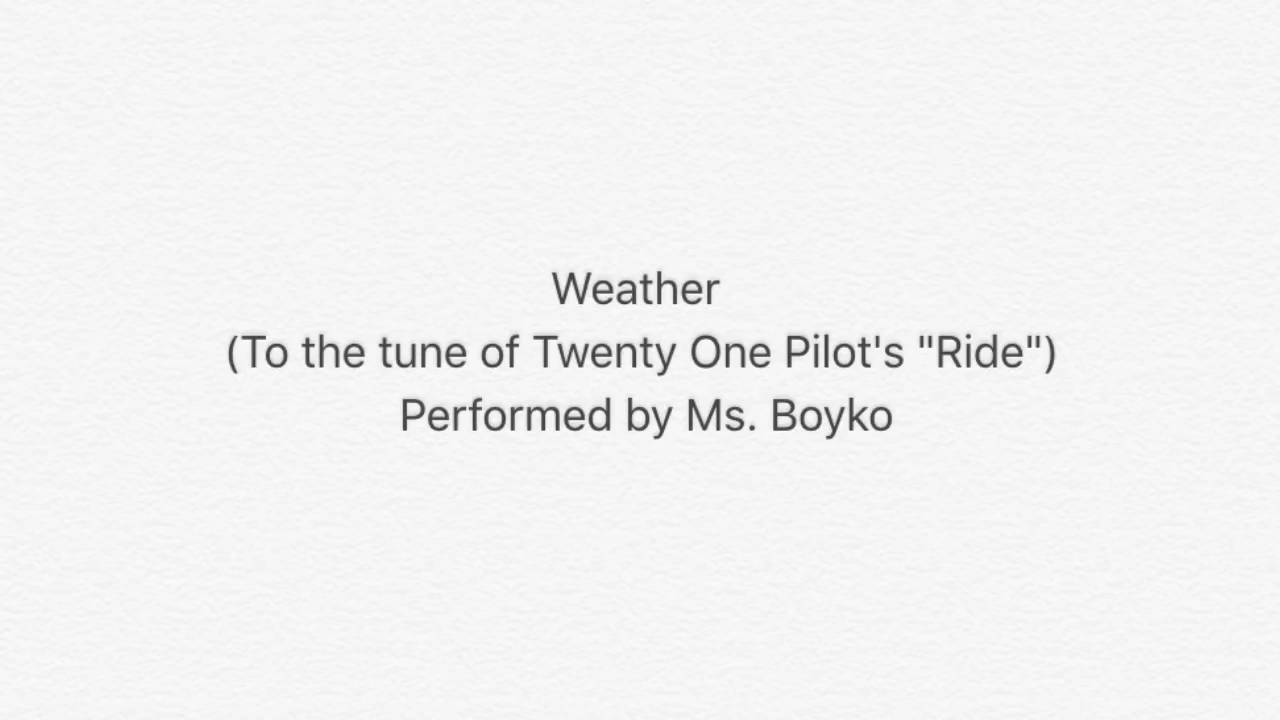 Weather
(To the tune of Twenty One Pilot's "Ride")
Performed by Ms. Boyko